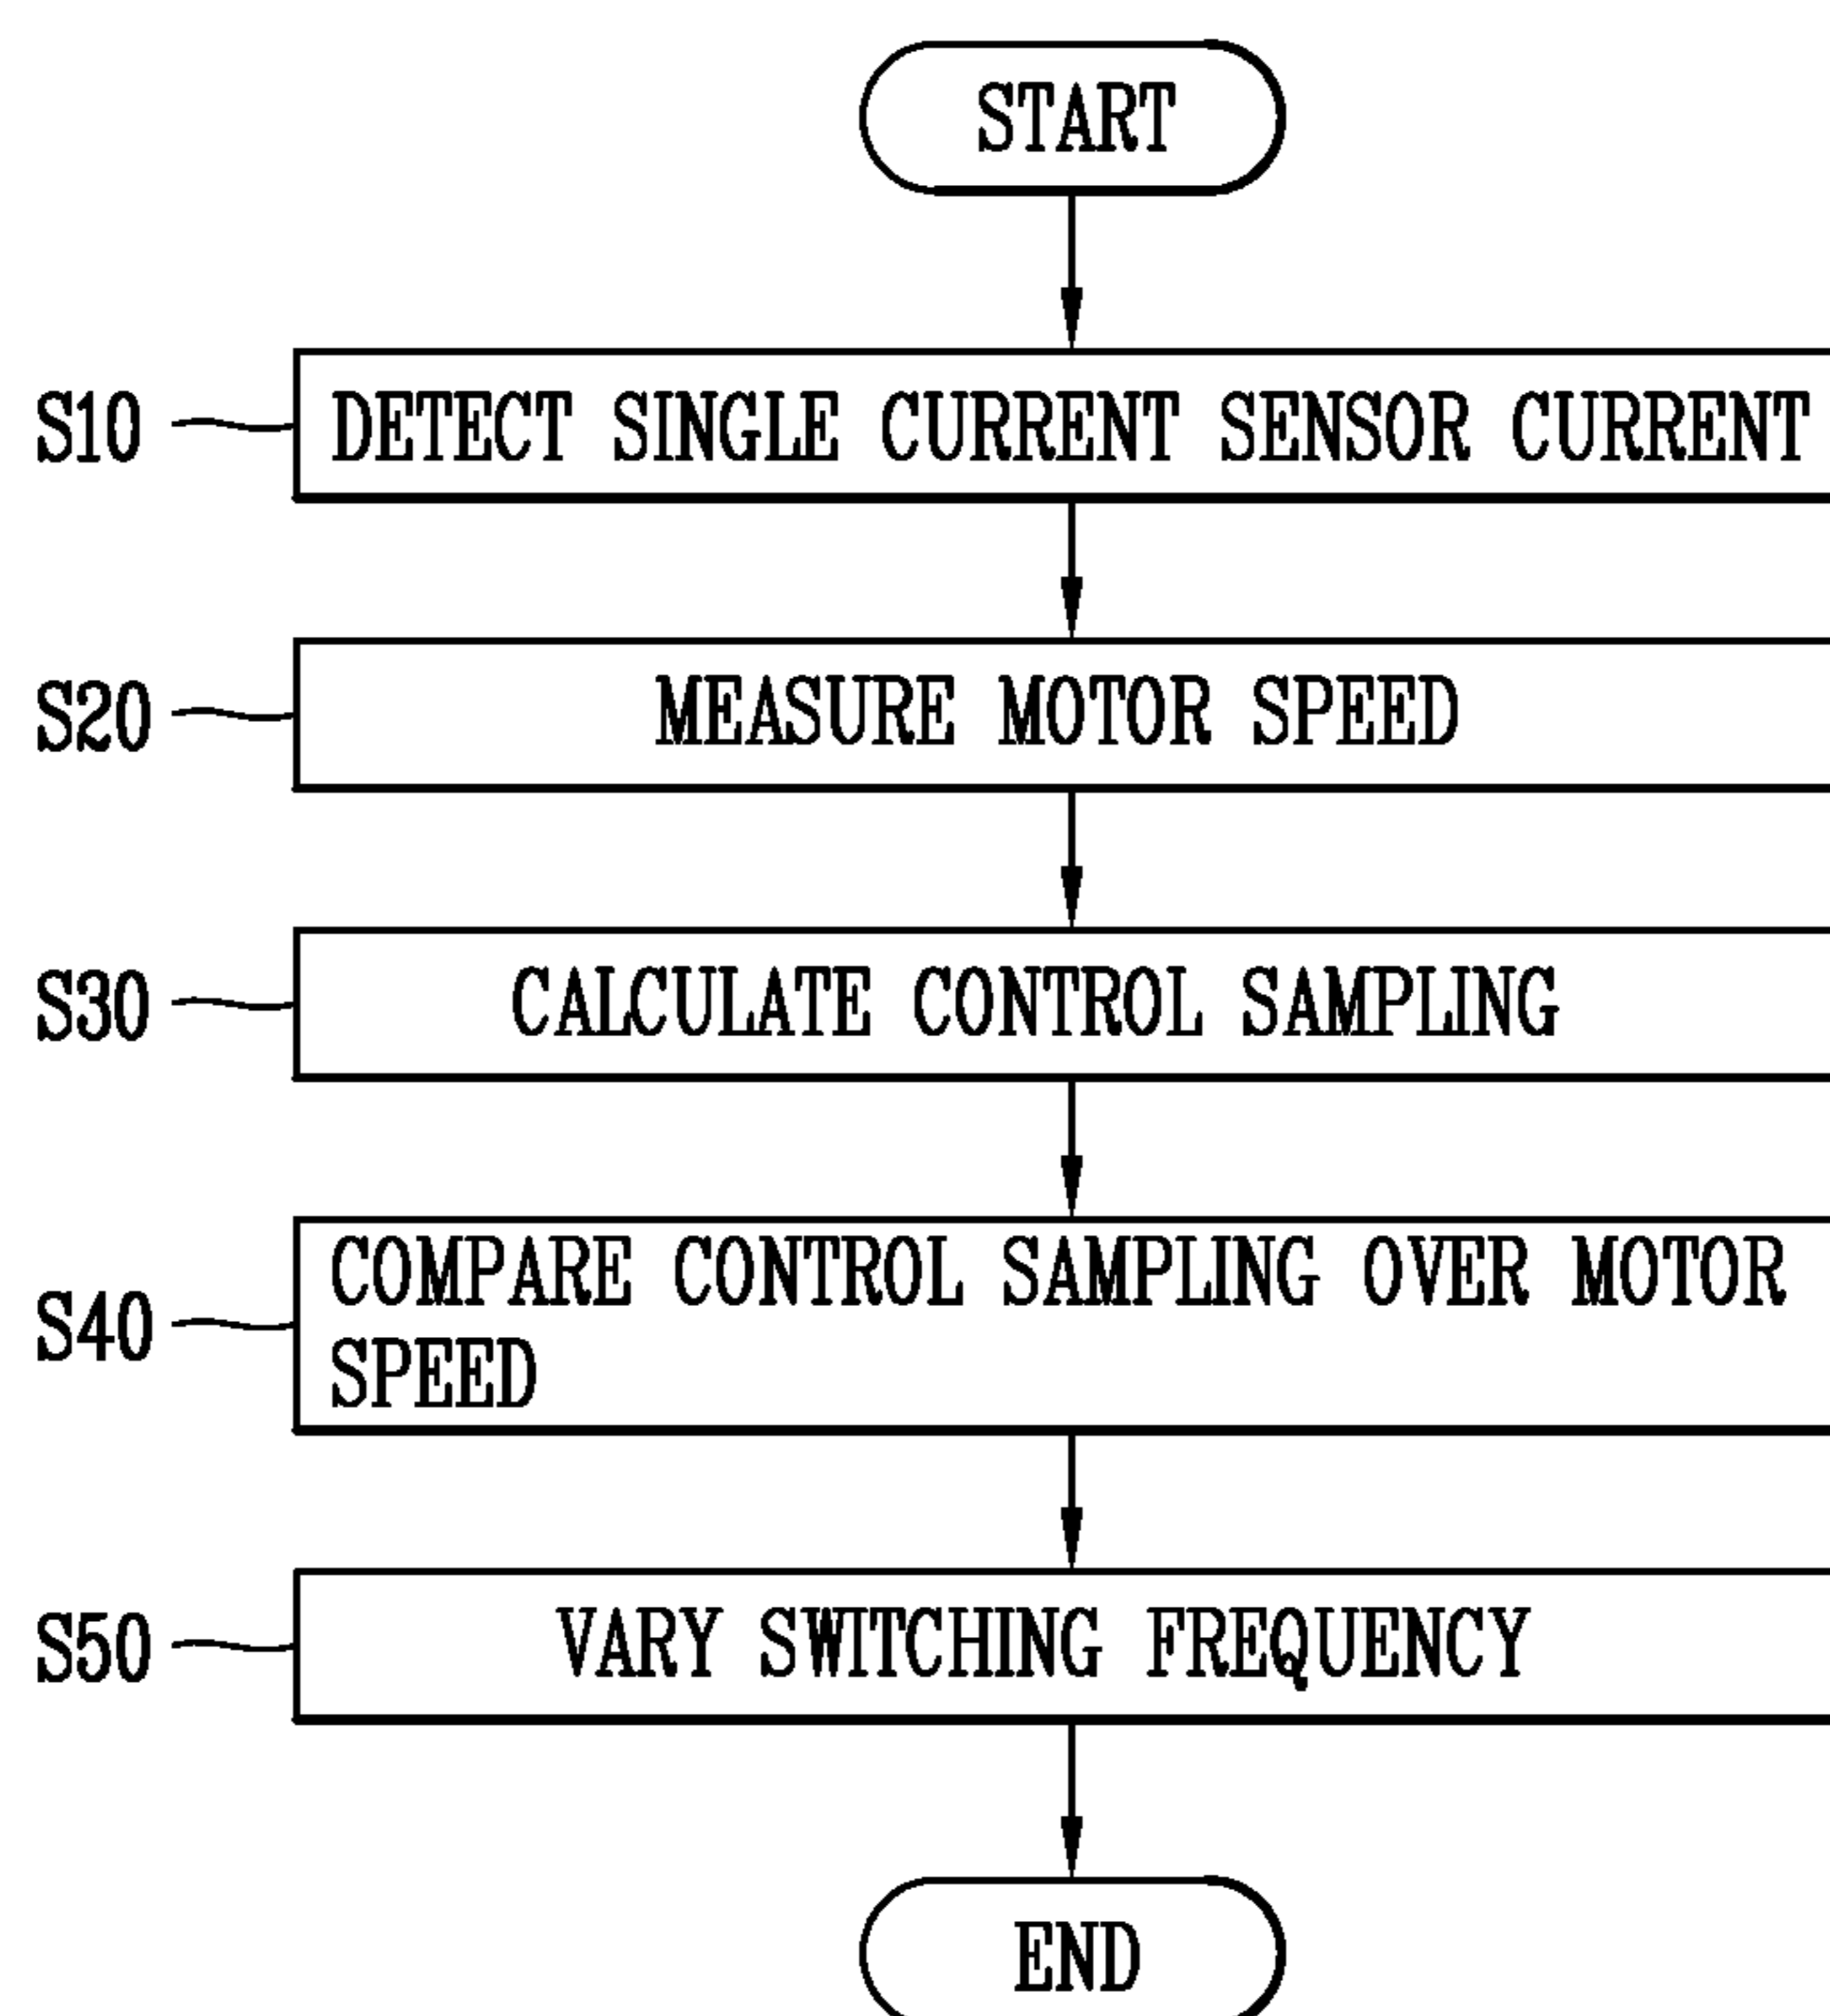 START
S10 DETECT SINGLE CURRENT SENSOR CURRENT
S20 MEASURE MOTOR SPEED
S30 CALCULATE CONTROL SAMPLING
S40 COMPARE CONTROL SAMPLING OVER MOTOR
SPEED
S50 VARY SWITCHING FREQUENCY
END